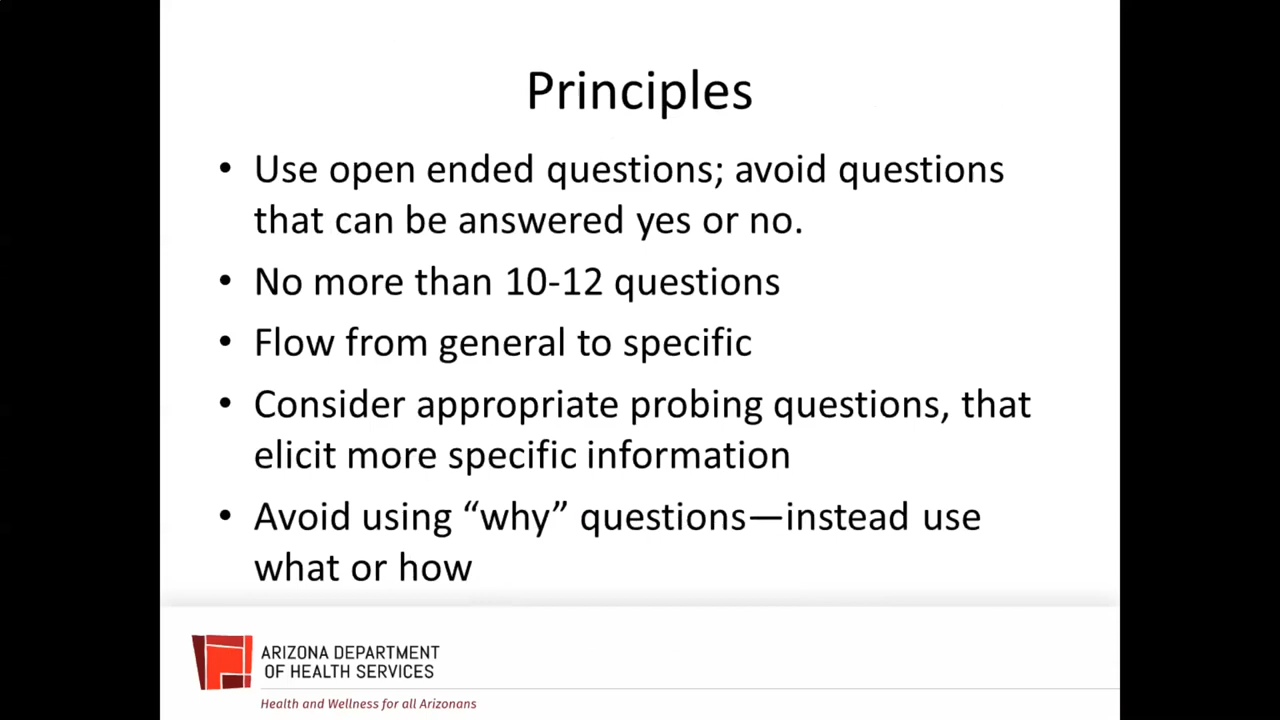 Principles
• Use open ended questions; avoid questions
that can be answered yes or no.
• No more than 10-12 questions
• Flow from general to specific
• Consider appropriate probing questions, that
elicit more specific information
• Avoid using “why” questions—instead use
what or how
ARIZONA DEPARTMENT
OF HEALTH SERVICES
Health and Wellness for all Arizonans